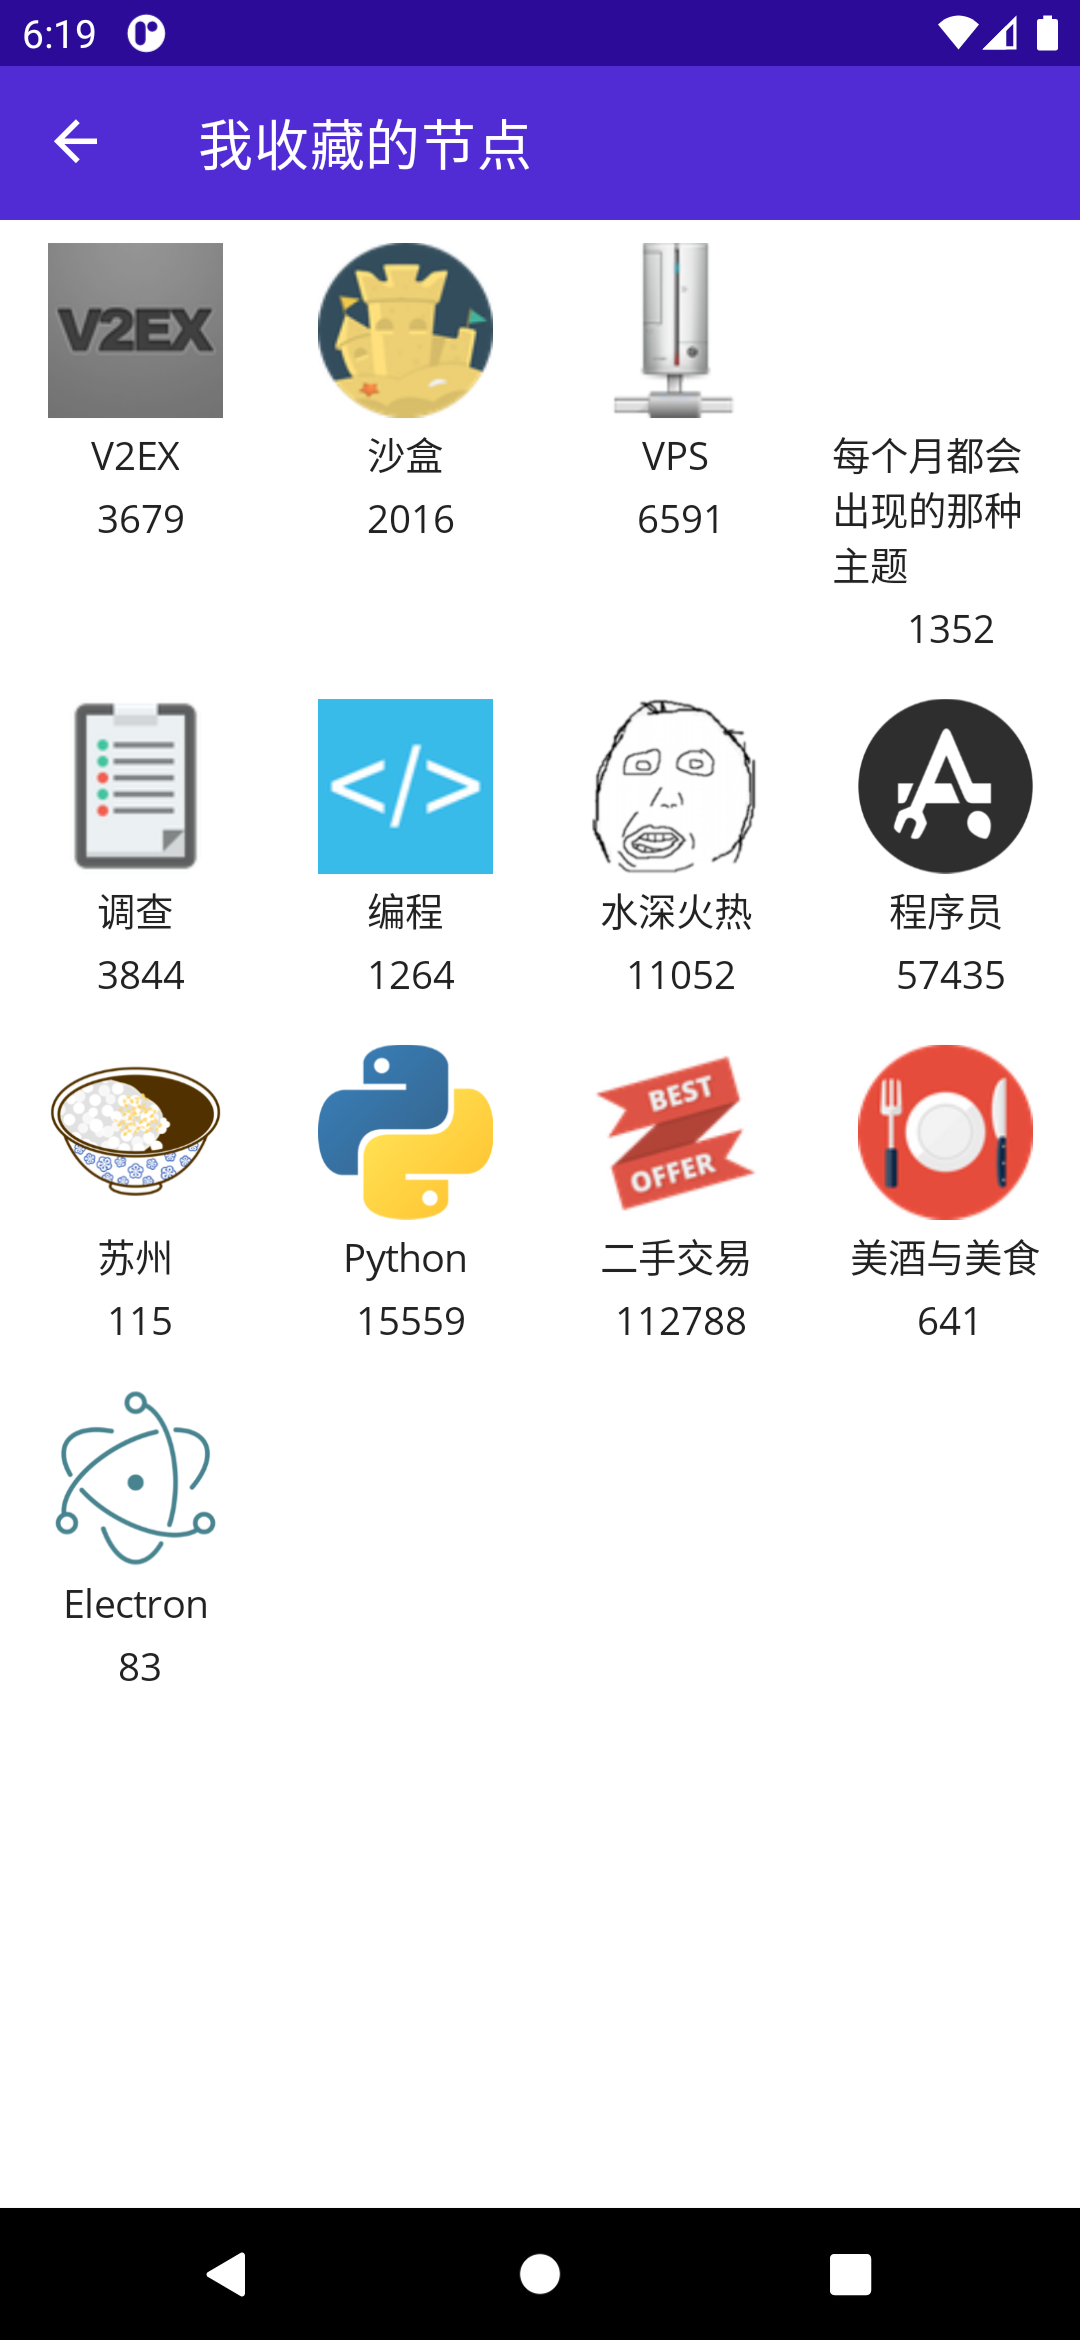 6:19
我收藏的节点
V2EX
V2EX
3679
沙盒
2016
VPS
6591
每个月都会
出现的那种
主题
1352
调查
3844
</>
编程
1264
水深火热
11052
程序员
57435
苏州
115
Python
15559
BEST
OFFER
二手交易
112788
美酒与美食
641
Electron
83